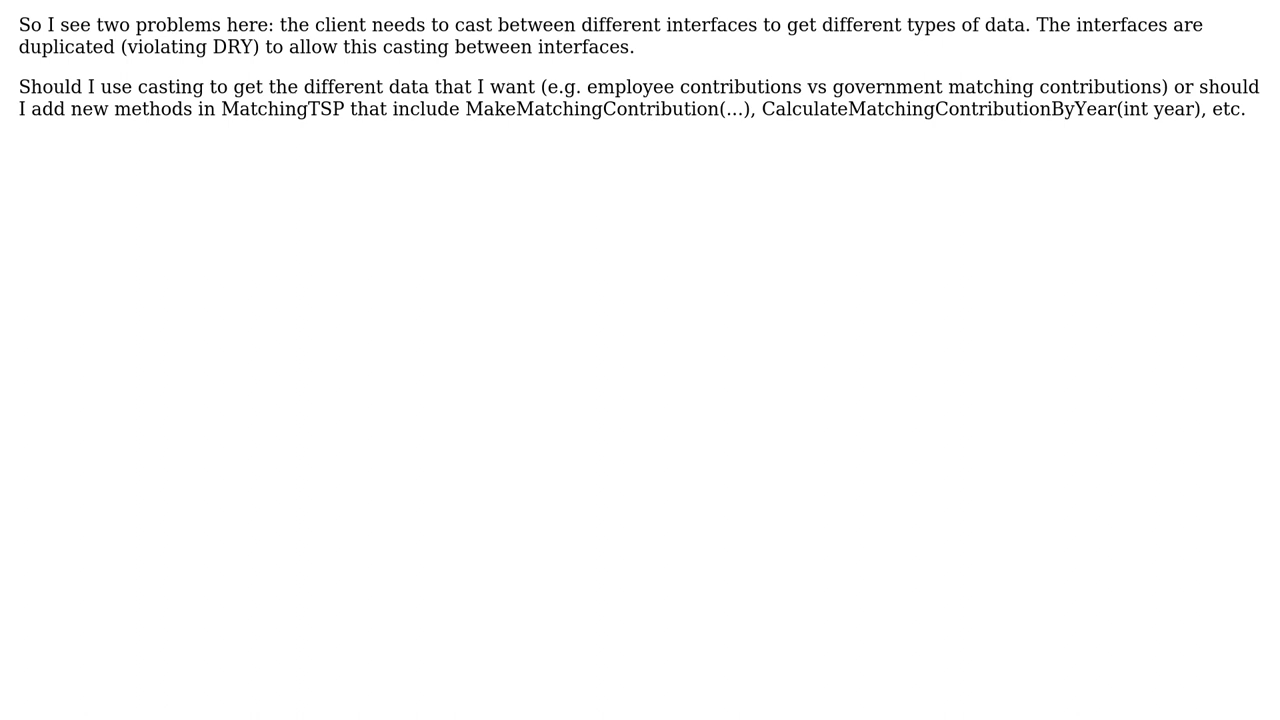 So I see two problems here: the client needs to cast between different interfaces to get different types of data. The interfaces are
duplicated (violating DRY) to allow this casting between interfaces.
Should I use casting to get the different data that I want (e.g. employee contributions vs government matching contributions) or should
I add new methods in MatchingTSP that include MakeMatchingContribution(...), CalculateMatchingContributionByYear(int year), etc.